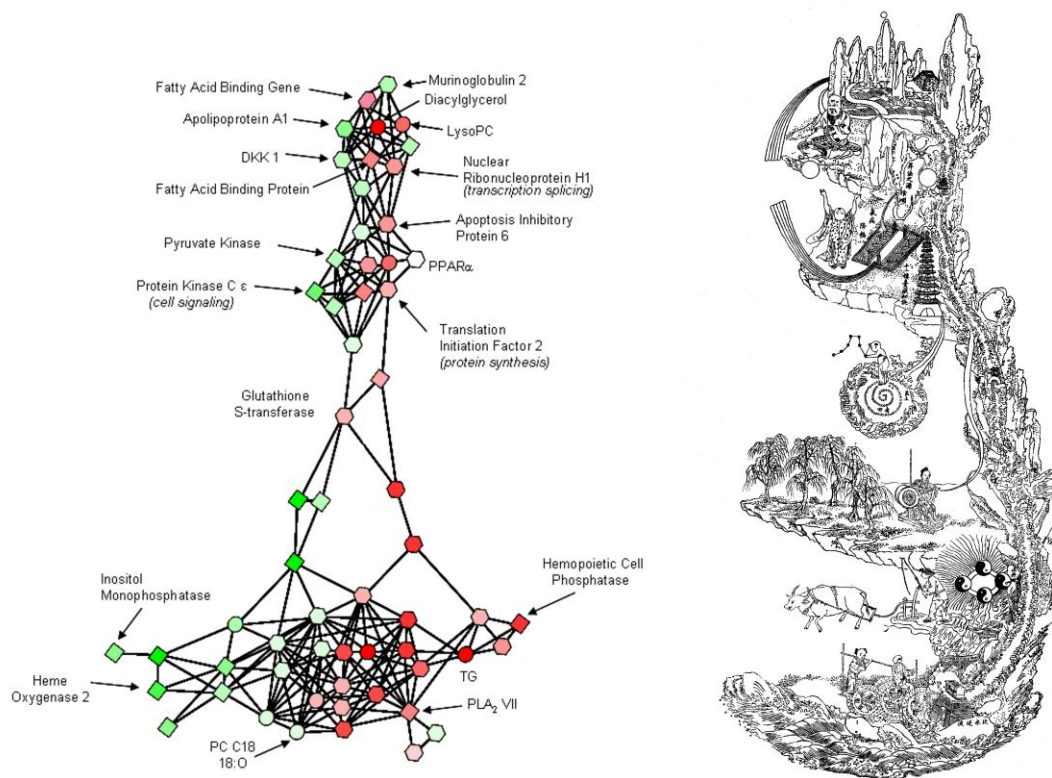 Murinoglobulin 2
Fatty Acid Binding Gene
Diacylglycerol
Apolipoprotein A1
LysoPC
DKK 1
Nuclear
Ribonucleoprotein H1
(transcription splicing)
Fatty Acid Binding Protein
Apoptosis Inhibitory
Protein 6
Pyruvate Kinase
PPARα
Protein Kinase C ε
(cell signaling)
Translation
Initiation Factor 2
(protein synthesis)
Glutathione
S-transferase
Hemopoietic Cell
Phosphatase
Inositol
Monophosphatase
TG
Heme
Oxygenase 2
PLA₂ VII
PC C18
18:O